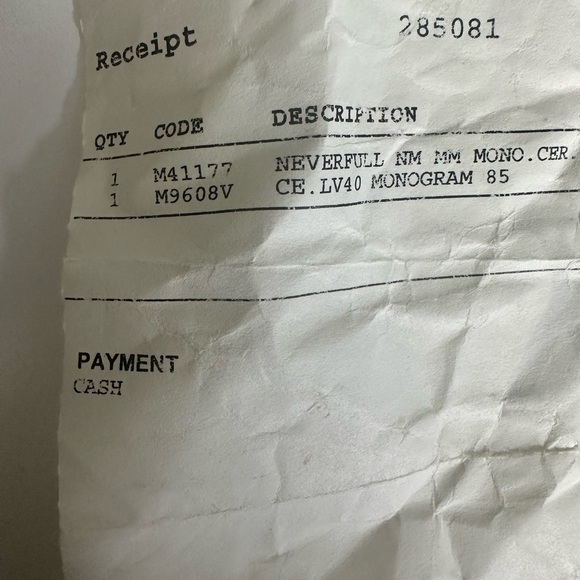 Receipt 285081
QTY CODE DESCRIPTION
1 M41177 NEVERFULL NM MM MONO.CER.
1 M9608V CE.LV40 MONOGRAM 85
PAYMENT
CASH